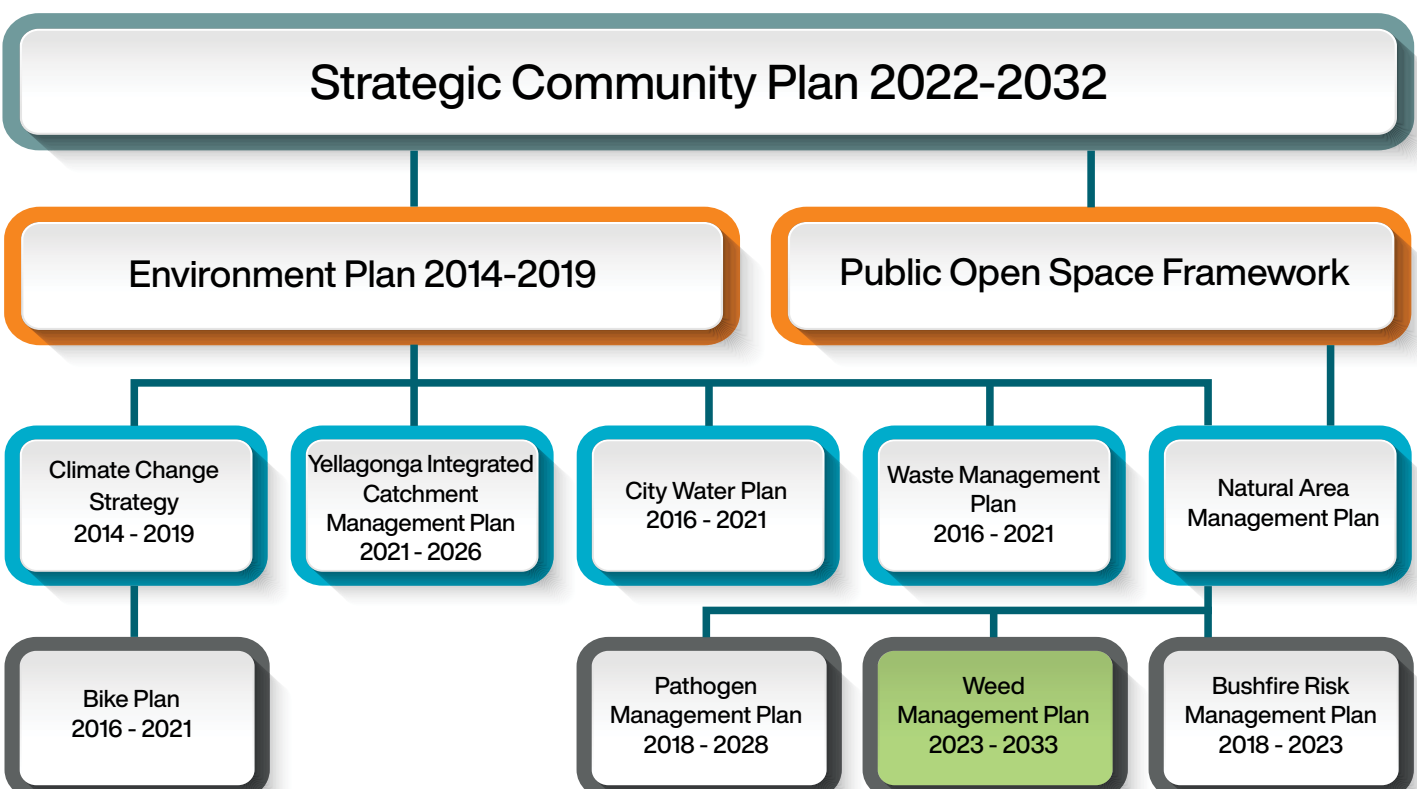 Strategic Community Plan 2022-2032
Environment Plan 2014-2019
Public Open Space Framework
Climate Change
Strategy
2014 - 2019
Yellagonga Integrated
Catchment
Management Plan
2021 - 2026
City Water Plan
2016 - 2021
Waste Management
Plan
2016 - 2021
Natural Area
Management Plan
Bike Plan
2016 - 2021
Pathogen
Management Plan
2018 - 2028
Weed
Management Plan
2023 - 2033
Bushfire Risk
Management Plan
2018 - 2023